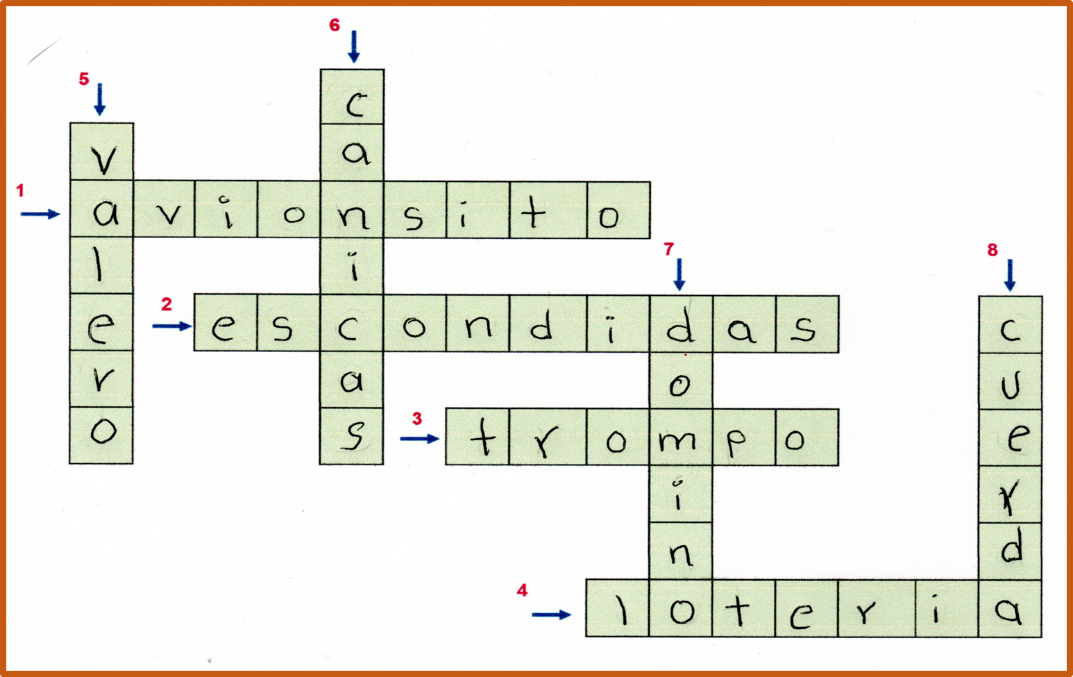 6
5
1
7
8
2
3
4
valero
canicas
avionsito
escondidas
trompo
loteria
domino
cuerda